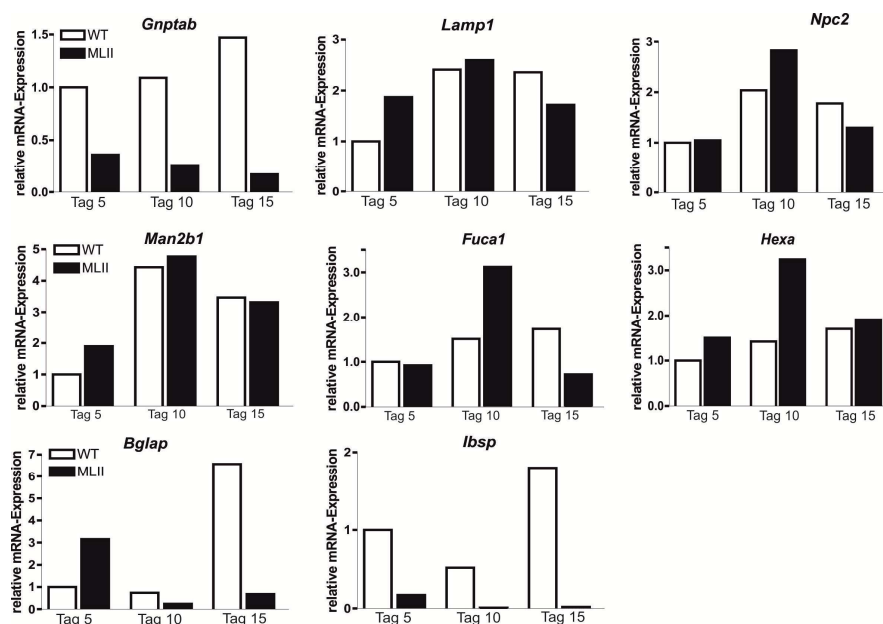 Gnptab
relative mRNA-Expression
1.5
1.0
0.5
0.0
WT
MLII
Tag 5 Tag 10 Tag 15
Lamp1
relative mRNA-Expression
3
2
1
0
Tag 5 Tag 10 Tag 15
Npc2
relative mRNA-Expression
3
2
1
0
Tag 5 Tag 10 Tag 15
Man2b1
relative mRNA-Expression
5
4
3
2
1
0
WT
MLII
Tag 5 Tag 10 Tag 15
Fuca1
relative mRNA-Expression
3.0
2.0
1.0
0.0
Tag 5 Tag 10 Tag 15
Hexa
relative mRNA-Expression
3.0
2.0
1.0
0.0
Tag 5 Tag 10 Tag 15
Bglap
relative mRNA-Expression
7
6
5
4
3
2
1
0
WT
MLII
Tag 5 Tag 10 Tag 15
Ibsp
relative mRNA-Expression
2
1
0
Tag 5 Tag 10 Tag 15